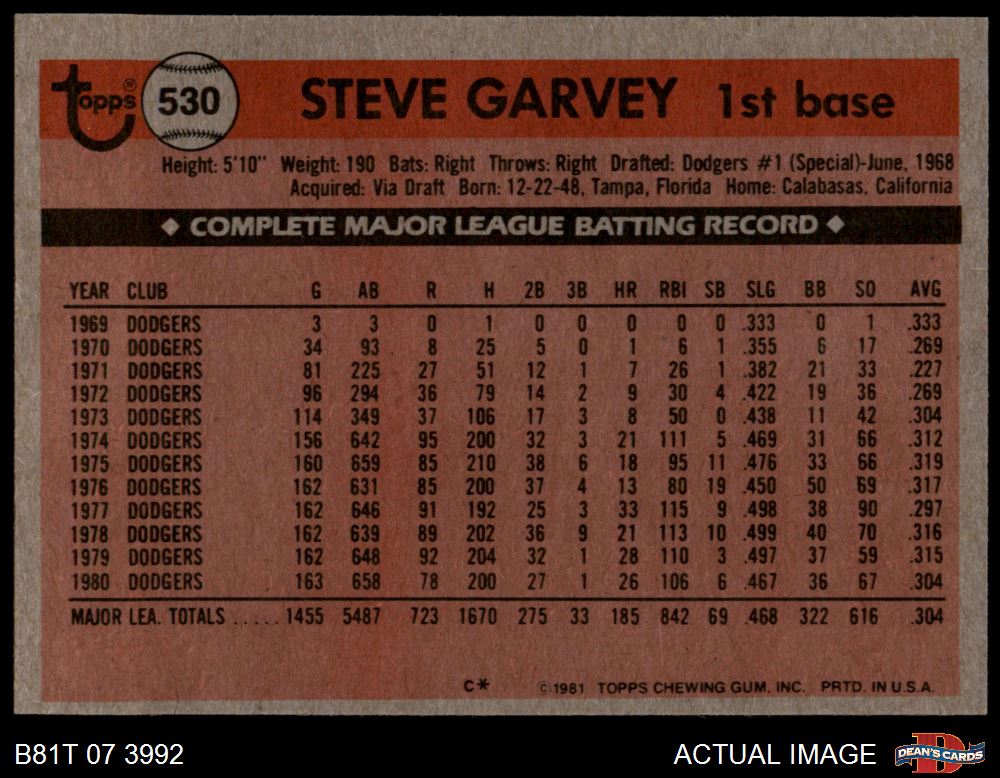 Topps® 530 STEVE GARVEY 1st base
Height: 5'10" Weight: 190 Bats: Right Throws: Right Drafted: Dodgers #1 (Special)-June, 1968
Acquired: Via Draft Born: 12-22-48, Tampa, Florida Home: Calabasas, California
◆ COMPLETE MAJOR LEAGUE BATTING RECORD ◆
YEAR CLUB G AB R H 2B 3B HR RBI SB SLG BB SO AVG
1969 DODGERS 3 3 0 1 0 0 0 0 0 .333 0 1 .333
1970 DODGERS 34 93 8 25 5 0 1 6 1 .355 6 17 .269
1971 DODGERS 81 225 27 51 12 1 7 26 1 .382 21 33 .227
1972 DODGERS 96 294 36 79 14 2 9 30 4 .422 19 36 .269
1973 DODGERS 114 349 37 106 17 3 8 50 0 .438 11 42 .304
1974 DODGERS 156 642 95 200 32 3 21 111 5 .469 31 66 .312
1975 DODGERS 160 659 85 210 38 6 18 95 11 .476 33 66 .319
1976 DODGERS 162 631 85 200 37 4 13 80 19 .450 50 69 .317
1977 DODGERS 162 646 91 192 25 3 33 115 9 .498 38 90 .297
1978 DODGERS 162 639 89 202 36 9 21 113 10 .499 40 70 .316
1979 DODGERS 162 648 92 204 32 1 28 110 3 .497 37 59 .315
1980 DODGERS 163 658 78 200 27 1 26 106 6 .467 36 67 .304
MAJOR LEA. TOTALS ..... 1455 5487 723 1670 275 33 185 842 69 .468 322 616 .304
C* ©1981 TOPPS CHEWING GUM, INC. PRTD. IN U.S.A.
B81T 07 3992 ACTUAL IMAGE DEAN'S CARDS